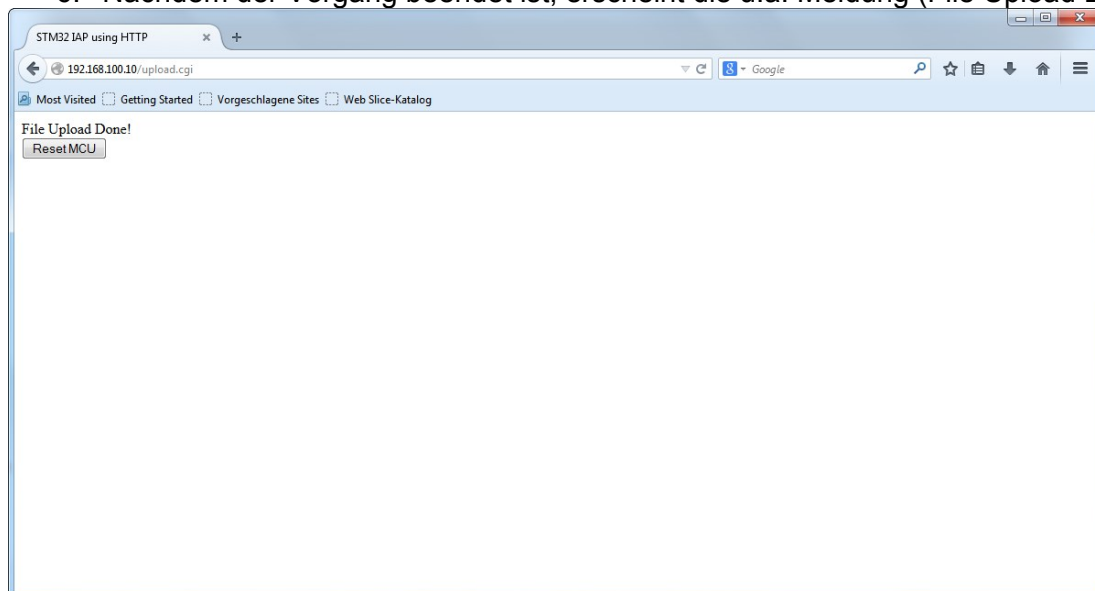 Nachdem der Vorgang beendet ist, erscheint die u.a. Meldung (File Upload
STM32 IAP using HTTP
192.168.100.10/upload.cgi
Google
Most Visited Getting Started Vorgeschlagene Sites Web Slice-Katalog
File Upload Done!
Reset MCU